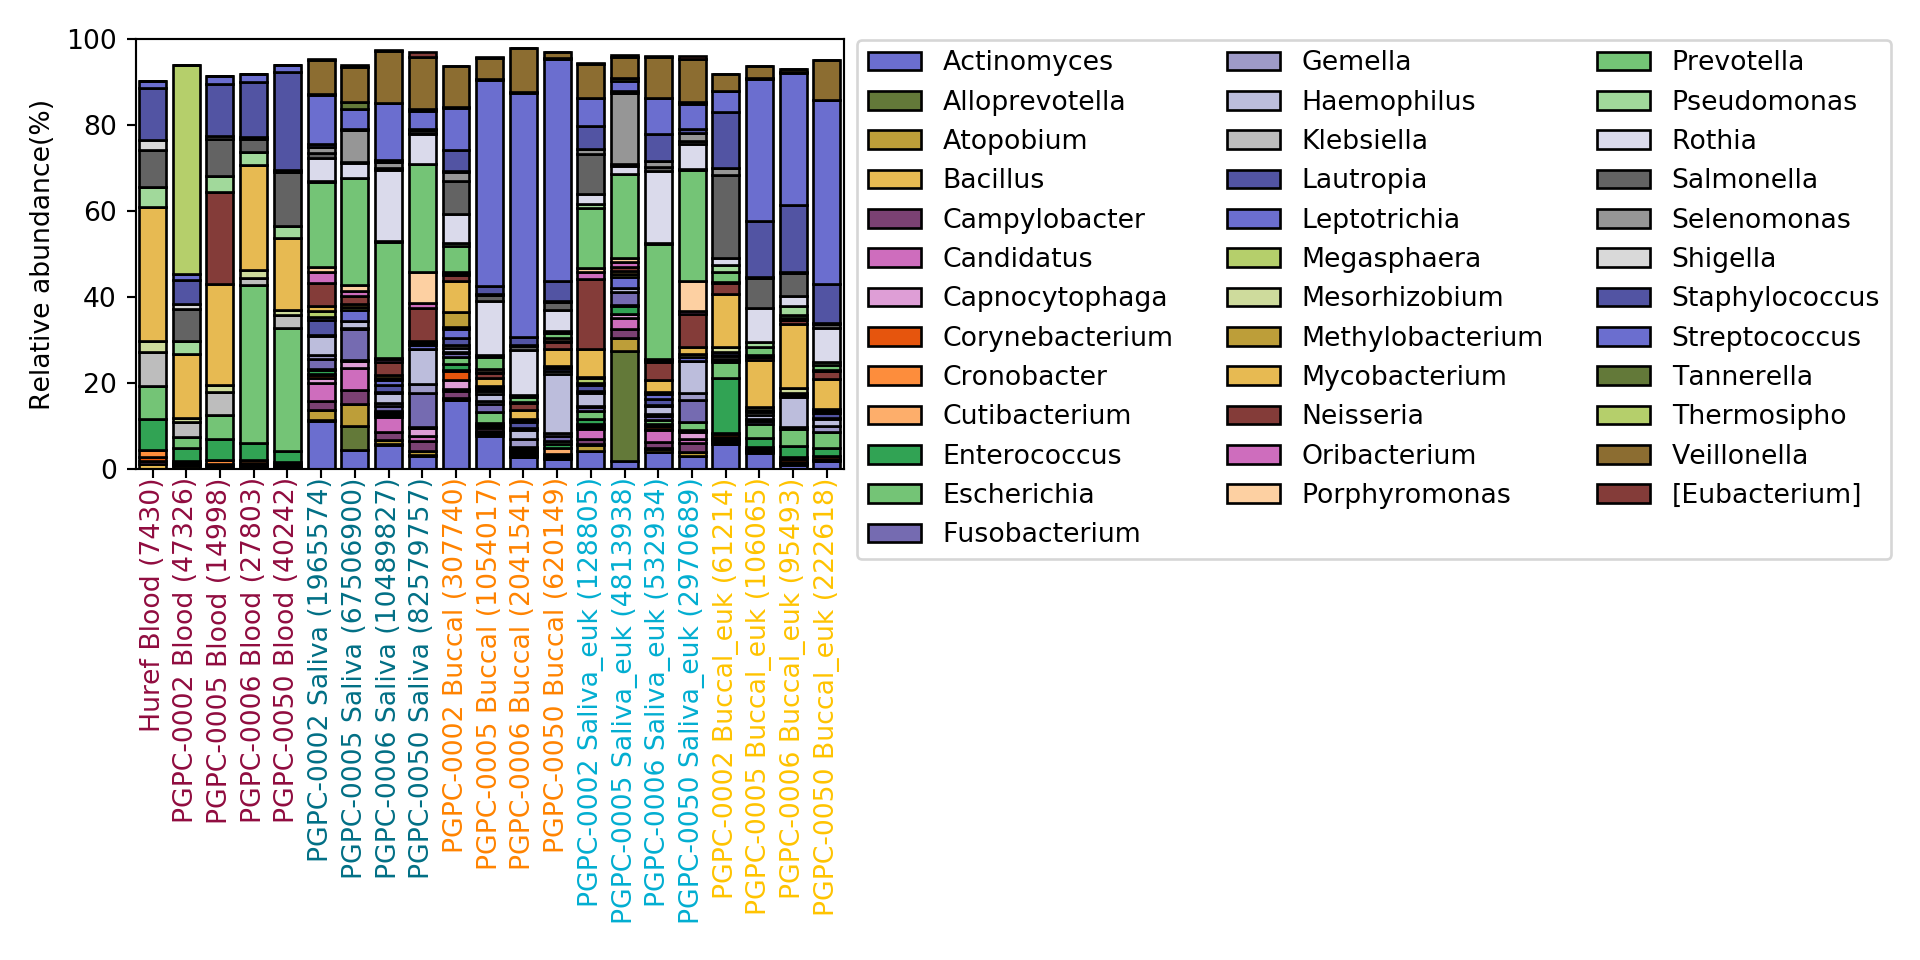 100
80
60
40
20
0
Relative abundance(%)
Huref Blood (7430)
PGPC-0002 Blood (47326)
PGPC-0005 Blood (14998)
PGPC-0006 Blood (27803)
PGPC-0050 Blood (40242)
PGPC-0002 Saliva (1965574)
PGPC-0005 Saliva (67506900)
PGPC-0006 Saliva (10489827)
PGPC-0050 Saliva (82579757)
PGPC-0002 Buccal (307740)
PGPC-0005 Buccal (1054017)
PGPC-0006 Buccal (2041541)
PGPC-0050 Buccal (620149)
PGPC-0002 Saliva_euk (128805)
PGPC-0005 Saliva_euk (4813938)
PGPC-0006 Saliva_euk (532934)
PGPC-0050 Saliva_euk (2970689)
PGPC-0002 Buccal_euk (61214)
PGPC-0005 Buccal_euk (106065)
PGPC-0006 Buccal_euk (95493)
PGPC-0050 Buccal_euk (222618)
Actinomyces
Alloprevotella
Atopobium
Bacillus
Campylobacter
Candidatus
Capnocytophaga
Corynebacterium
Cronobacter
Cutibacterium
Enterococcus
Escherichia
Fusobacterium
Gemella
Haemophilus
Klebsiella
Lautropia
Leptotrichia
Megasphaera
Mesorhizobium
Methylobacterium
Mycobacterium
Neisseria
Oribacterium
Porphyromonas
Prevotella
Pseudomonas
Rothia
Salmonella
Selenomonas
Shigella
Staphylococcus
Streptococcus
Tannerella
Thermosipho
Veillonella
[Eubacterium]